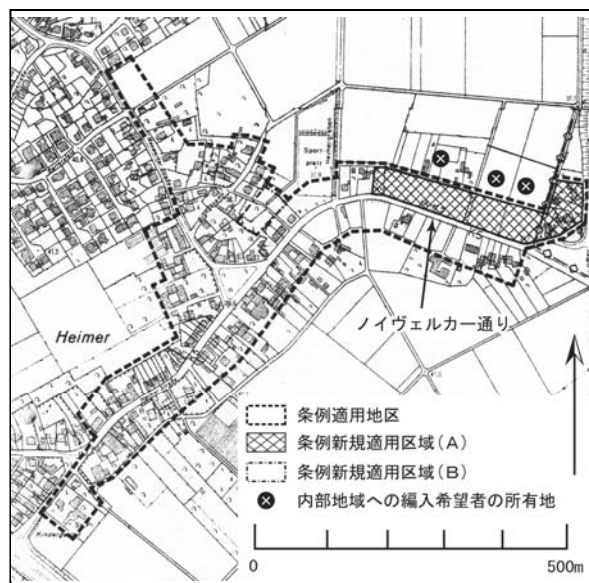 Sport-
platz
Heimer
ノイヴェルカー通り
条例適用地区
条例新規適用区域(A)
条例新規適用区域(B)
内部地域への編入希望者の所有地
0
500m